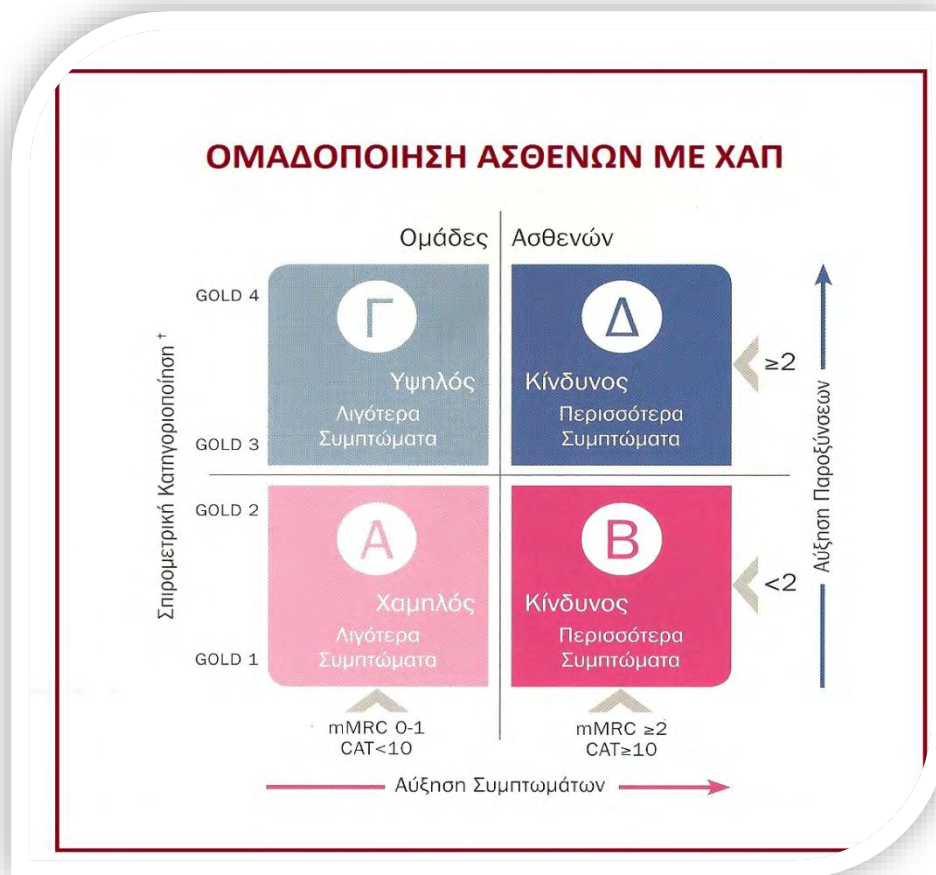 ΟΜΑΔΟΠΟΙΗΣΗ ΑΣΘΕΝΩΝ ΜΕ ΧΑΠ
Ομάδες Ασθενών
Σπιρομετρική Κατηγοριοποίηση †
GOLD 4
GOLD 3
GOLD 2
GOLD 1
Γ
Υψηλός
Λιγότερα
Συμπτώματα
Δ
Κίνδυνος
Περισσότερα
Συμπτώματα
≥2
Α
Χαμηλός
Λιγότερα
Συμπτώματα
Β
Κίνδυνος
Περισσότερα
Συμπτώματα
<2
Αύξηση Παροξύνσεων
mMRC 0-1
CAT<10
mMRC ≥2
CAT≥10
Αύξηση Συμπτωμάτων